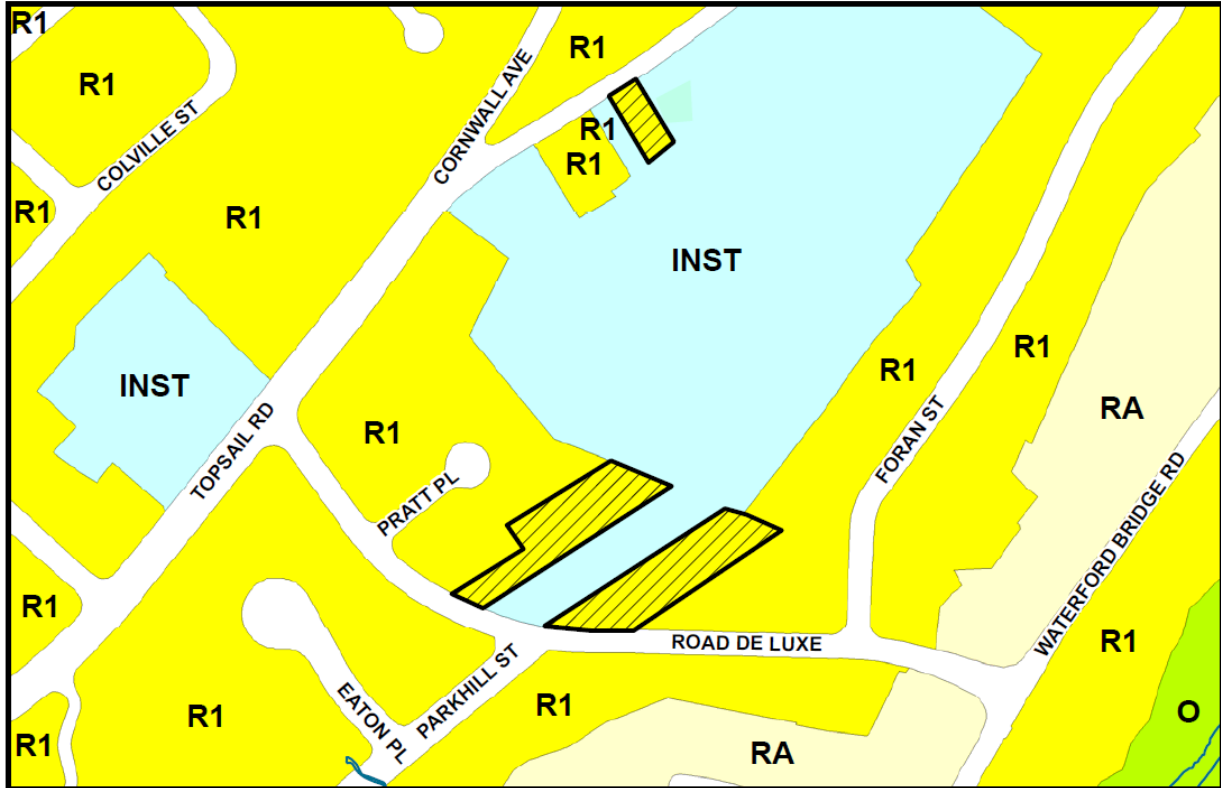 R1
R1
R1
COLVILLE ST
CORNWALL AVE
R1
R1
R1
R1
INST
INST
TOPSAIL RD
R1
PRATT PL
R1
FORAN ST
R1
RA
WATERFORD BRIDGE RD
R1
R1
EATON PL
PARKHILL ST
ROAD DE LUXE
R1
R1
RA
R1
O